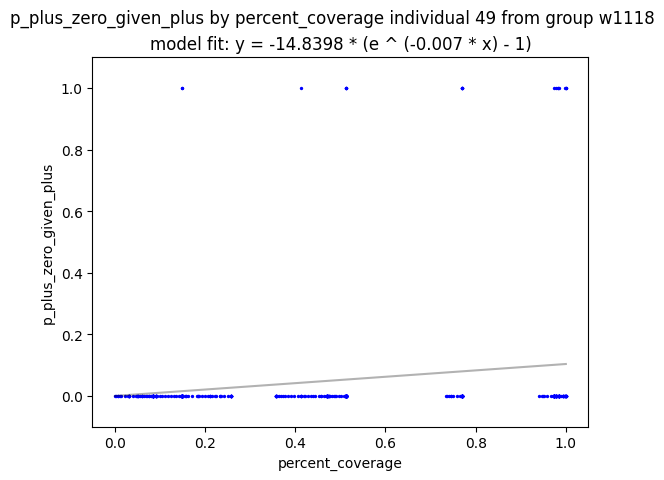 p_plus_zero_given_plus by percent_coverage individual 49 from group w1118
model fit: y = -14.8398 * (e ^ (-0.007 * x) - 1)
1.0
0.8
0.6
0.4
0.2
0.0
p_plus_zero_given_plus
0.0 0.2 0.4 0.6 0.8 1.0
percent_coverage